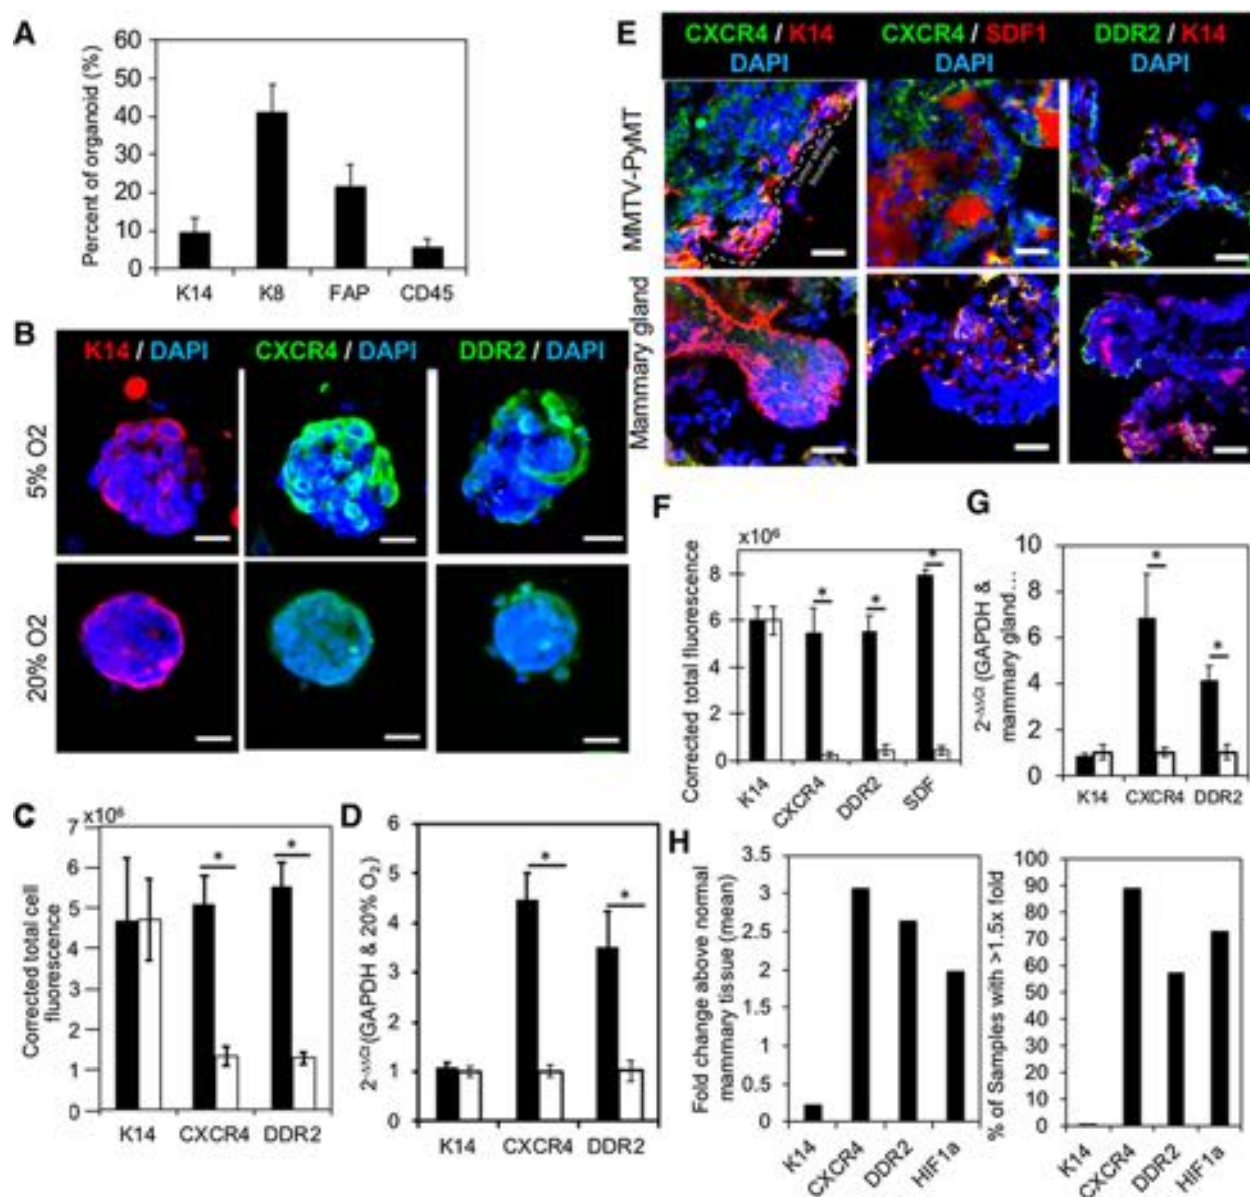 A
60
50
40
30
20
10
0
Percent of organoid (%)
K14 K8 FAP CD45
B
K14 / DAPI CXCR4 / DAPI DDR2 / DAPI
5% O2
20% O2
C
x10⁶
7
6
5
4
3
2
1
0
Corrected total cell
fluorescence
K14 CXCR4 DDR2
* *
D
6
5
4
3
2
1
0
2^-ΔΔCt (GAPDH & 20% O₂)
K14 CXCR4 DDR2
* *
E
CXCR4 / K14 CXCR4 / SDF1 DDR2 / K14
DAPI DAPI DAPI
MMTV-PyMT
Mammary gland
F
x10⁶
8
6
4
2
0
Corrected total fluorescence
K14 CXCR4 DDR2 SDF
* * *
G
10
8
6
4
2
0
2^-ΔΔCt (GAPDH &
mammary gland…
K14 CXCR4 DDR2
* *
H
3.5
3
2.5
2
1.5
1
0.5
0
Fold change above normal
mammary tissue (mean)
K14 CXCR4 DDR2 HIF1a
100
90
80
70
60
50
40
30
20
10
0
% of Samples with >1.5x fold
K14 CXCR4 DDR2 HIF1a